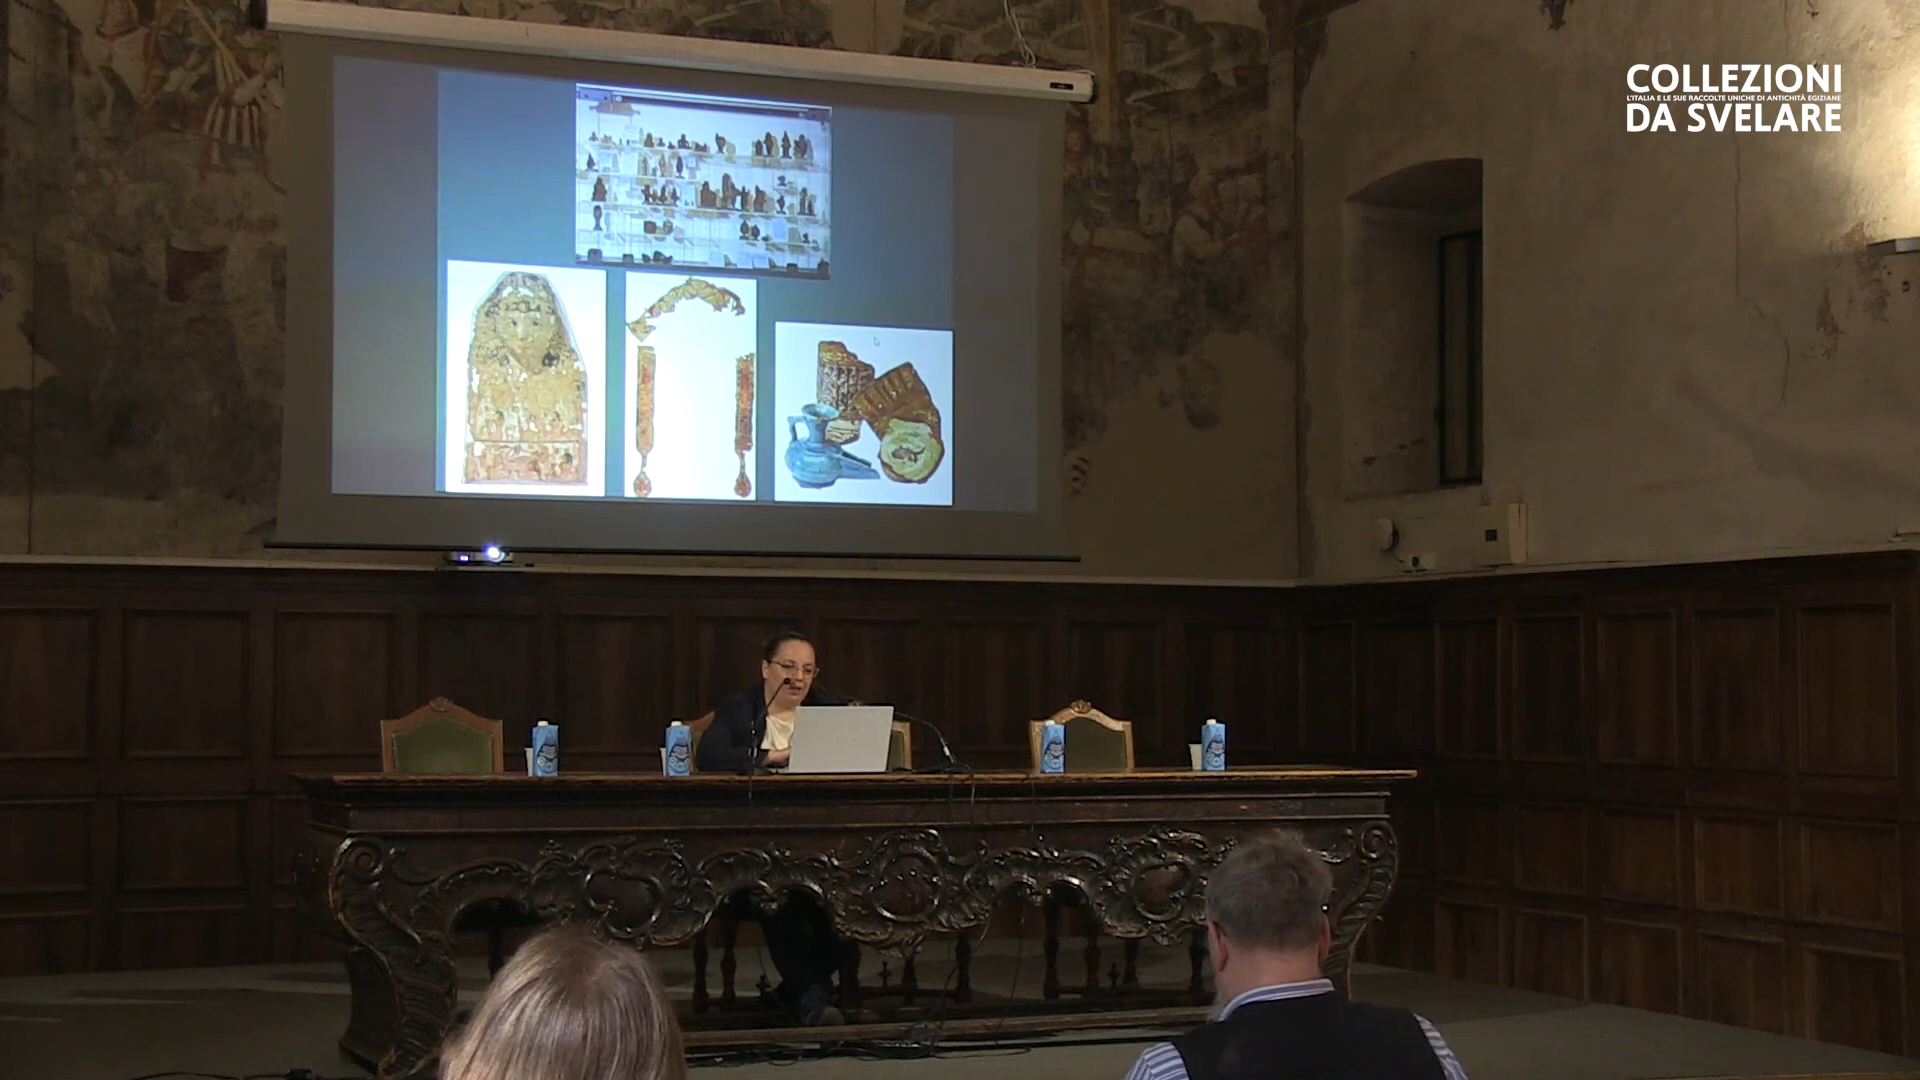 COLLEZIONI
L'ITALIA E LE SUE RACCOLTE UNICHE DI ANTICHITÀ EGIZIANE
DA SVELARE